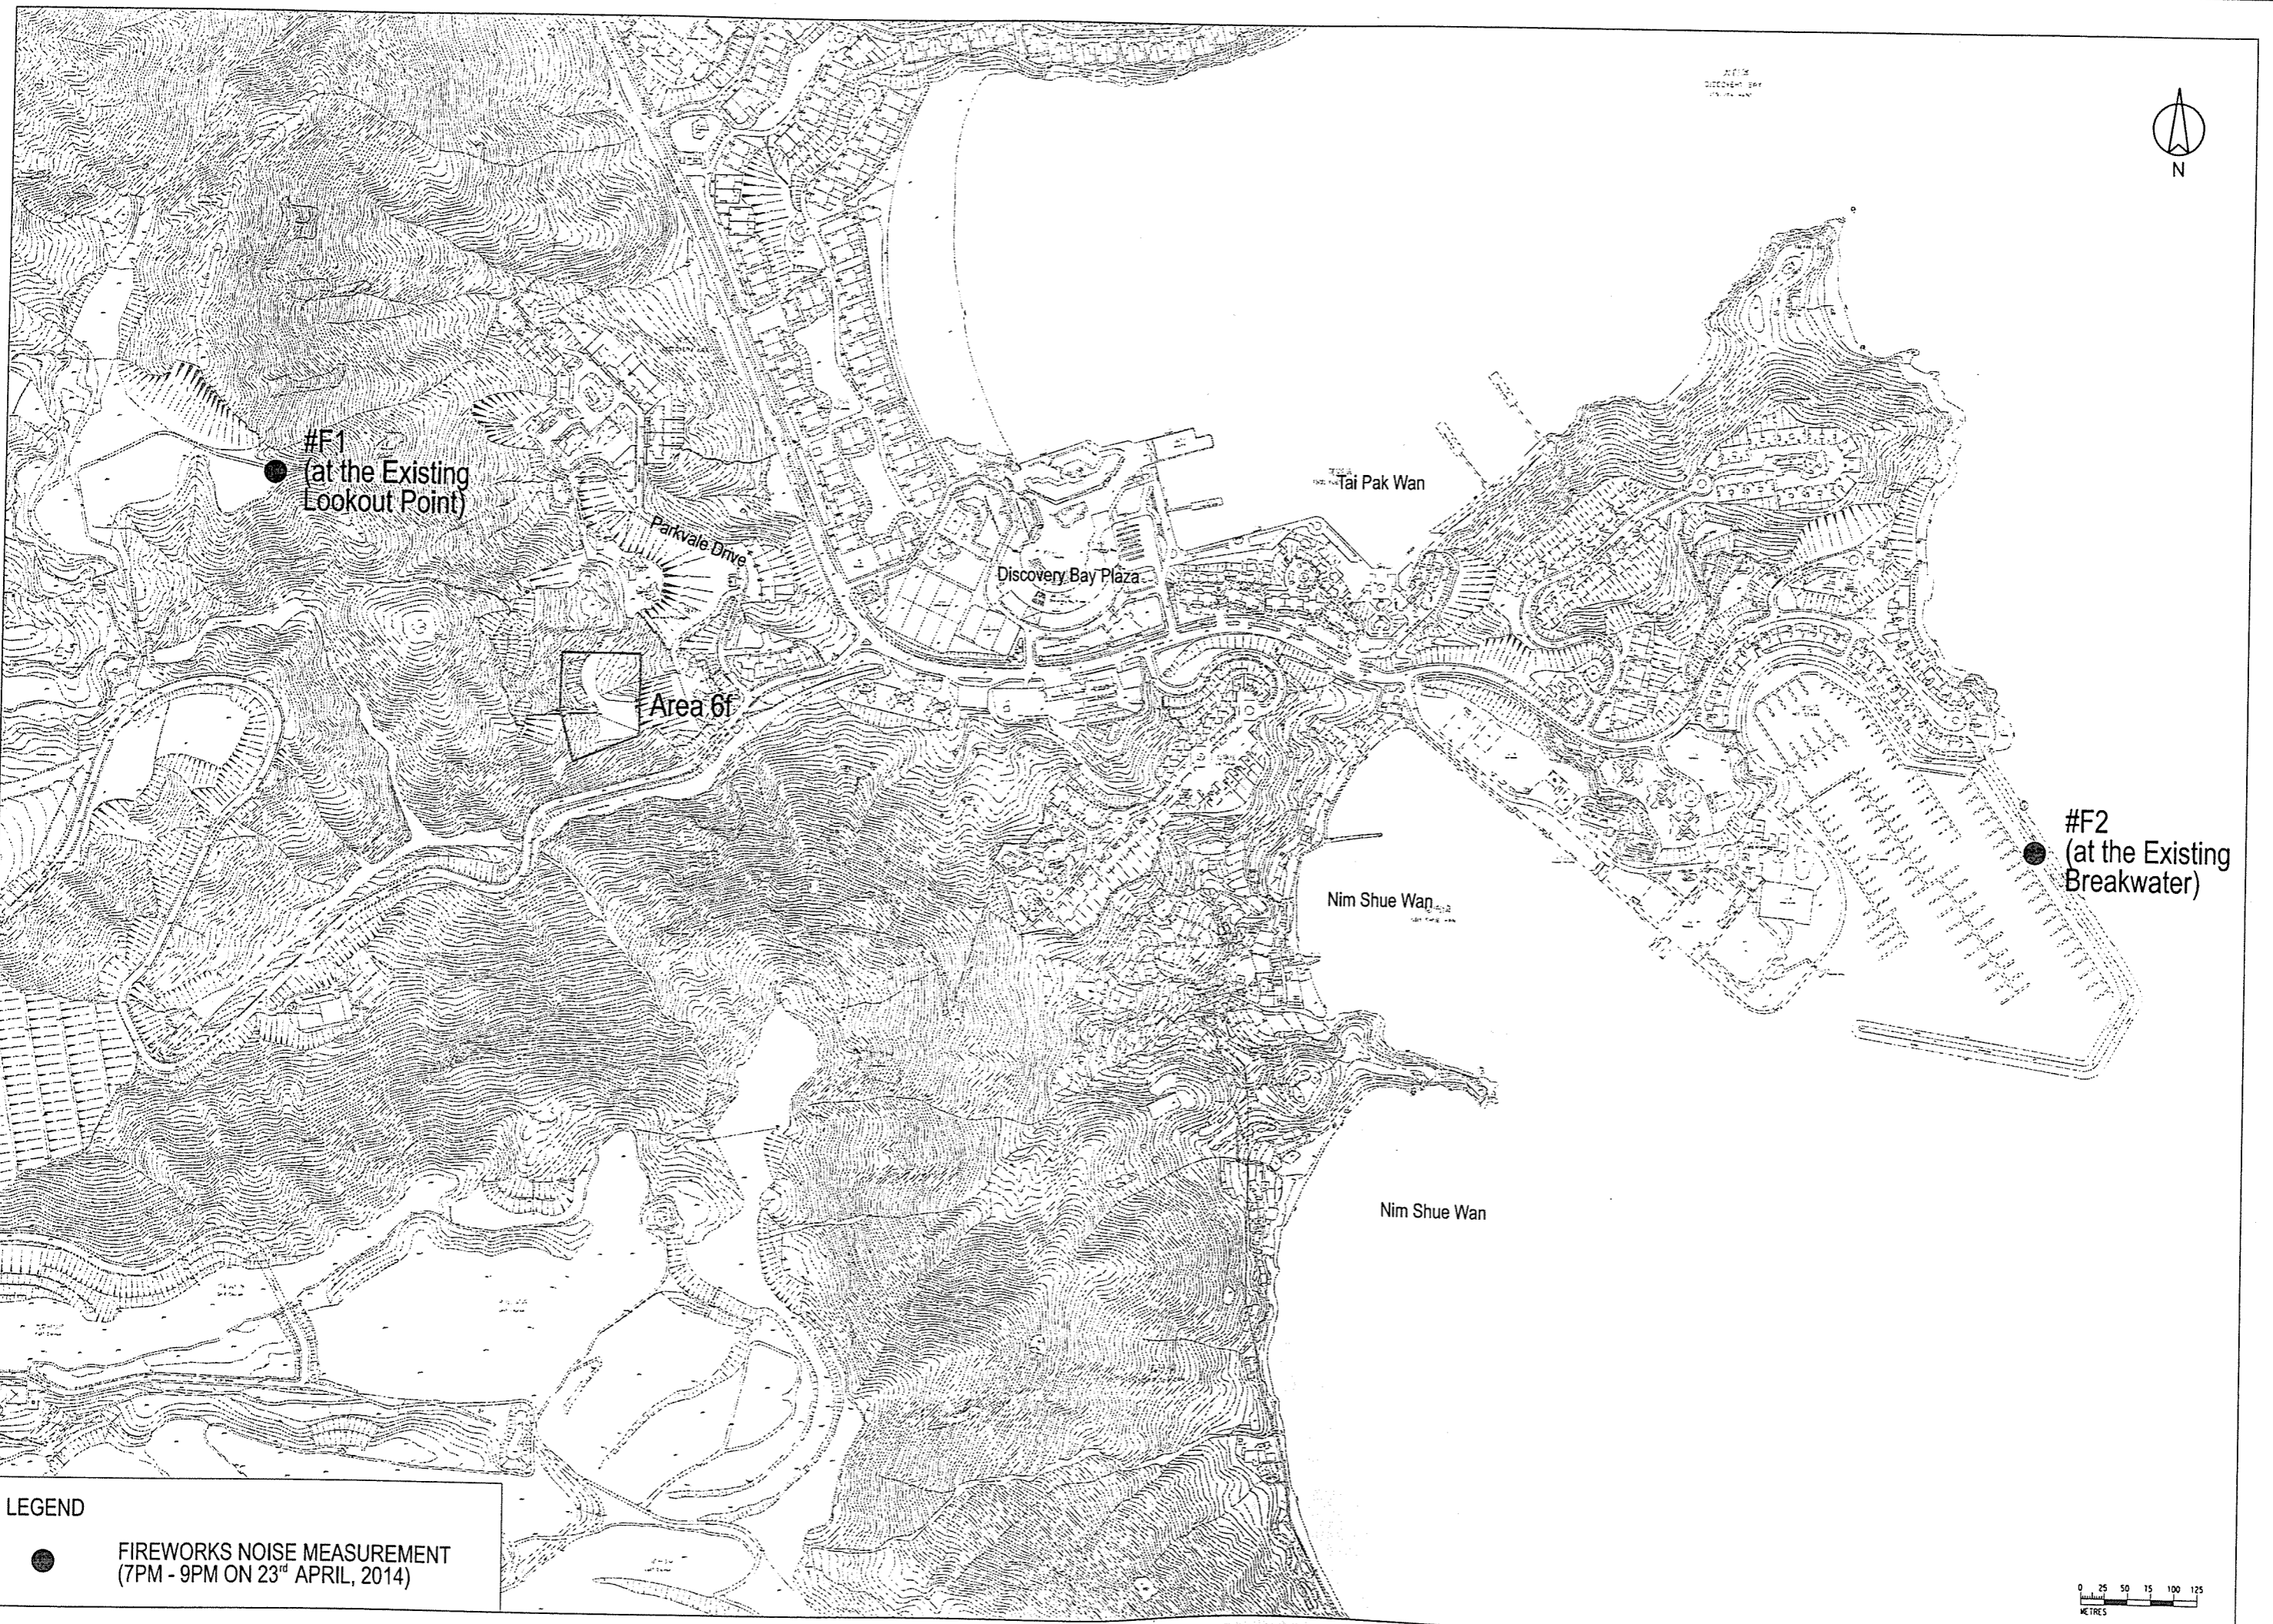 DISCOVERY BAY
N
#F1
(at the Existing
Lookout Point)
Tai Pak Wan
Parkvale Drive
Discovery Bay Plaza
Area 6f
#F2
(at the Existing
Breakwater)
Nim Shue Wan
Nim Shue Wan
LEGEND
FIREWORKS NOISE MEASUREMENT
(7PM - 9PM ON 23rd APRIL, 2014)
0 25 50 75 100 125
METRES